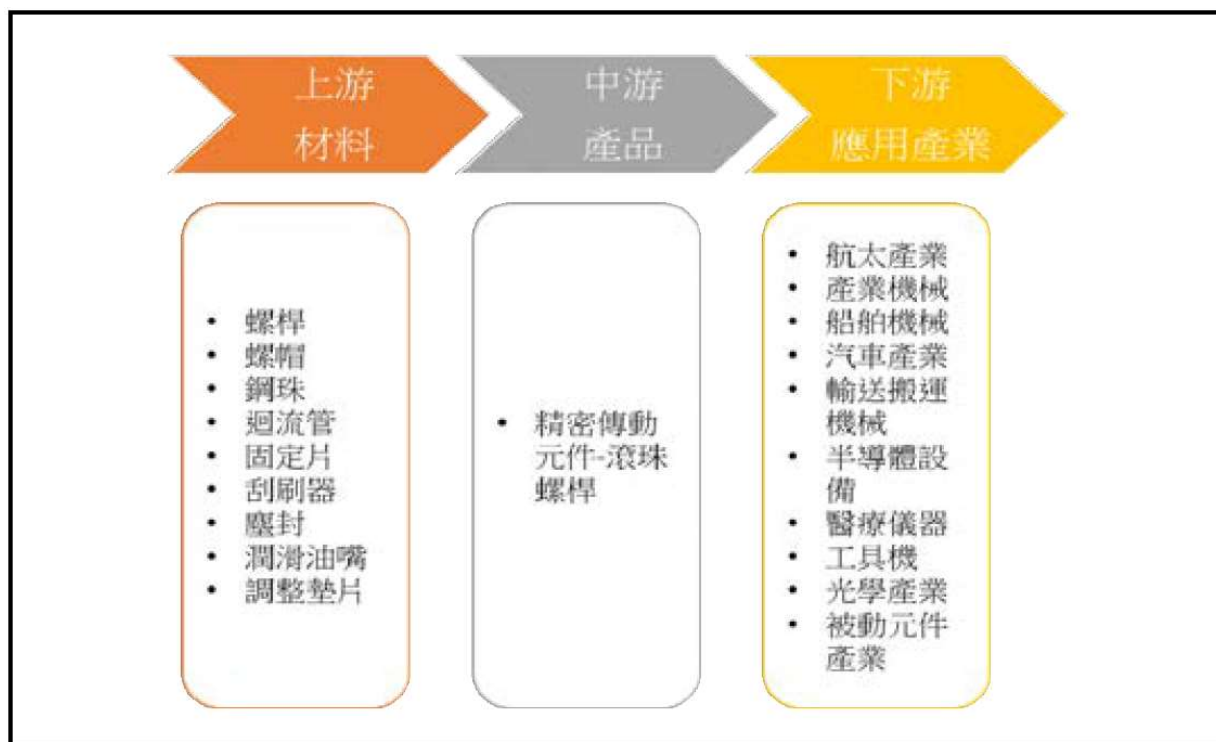 上游
材料
中游
產品
下游
應用產業
• 螺桿
• 螺帽
• 鋼珠
• 迴流管
• 固定片
• 刮刷器
• 塵封
• 潤滑油嘴
• 調整墊片
• 精密傳動
元件-滾珠
螺桿
• 航太產業
• 產業機械
• 船舶機械
• 汽車產業
• 輸送搬運
機械
• 半導體設
備
• 醫療儀器
• 工具機
• 光學產業
• 被動元件
產業